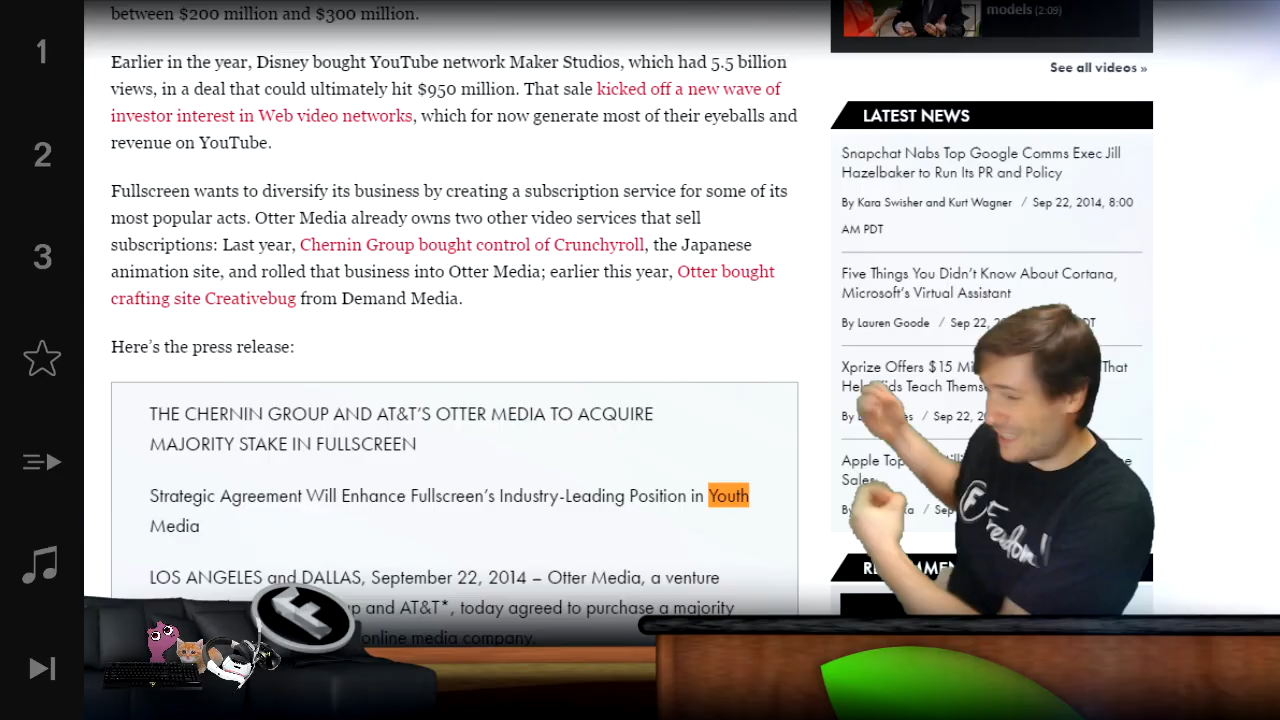 1
2
3
between $200 million and $300 million.
Earlier in the year, Disney bought YouTube network Maker Studios, which had 5.5 billion
views, in a deal that could ultimately hit $950 million. That sale kicked off a new wave of
investor interest in Web video networks, which for now generate most of their eyeballs and
revenue on YouTube.
Fullscreen wants to diversify its business by creating a subscription service for some of its
most popular acts. Otter Media already owns two other video services that sell
subscriptions: Last year, Chernin Group bought control of Crunchyroll, the Japanese
animation site, and rolled that business into Otter Media; earlier this year, Otter bought
crafting site Creativebug from Demand Media.
Here's the press release:
THE CHERNIN GROUP AND AT&T'S OTTER MEDIA TO ACQUIRE
MAJORITY STAKE IN FULLSCREEN
Strategic Agreement Will Enhance Fullscreen's Industry-Leading Position in Youth
Media
LOS ANGELES and DALLAS, September 22, 2014 – Otter Media, a venture
and AT&T*, today agreed to purchase a majority
online media company.
models (2:09)
See all videos »
LATEST NEWS
Snapchat Nabs Top Google Comms Exec Jill
Hazelbaker to Run Its PR and Policy
By Kara Swisher and Kurt Wagner / Sep 22, 2014, 8:00
AM PDT
Five Things You Didn't Know About Cortana,
Microsoft's Virtual Assistant
By Lauren Goode / Sep 22,
Xprize Offers $15 That
Kids Teach
Sep 22,
Apple
Sales
Freedom!